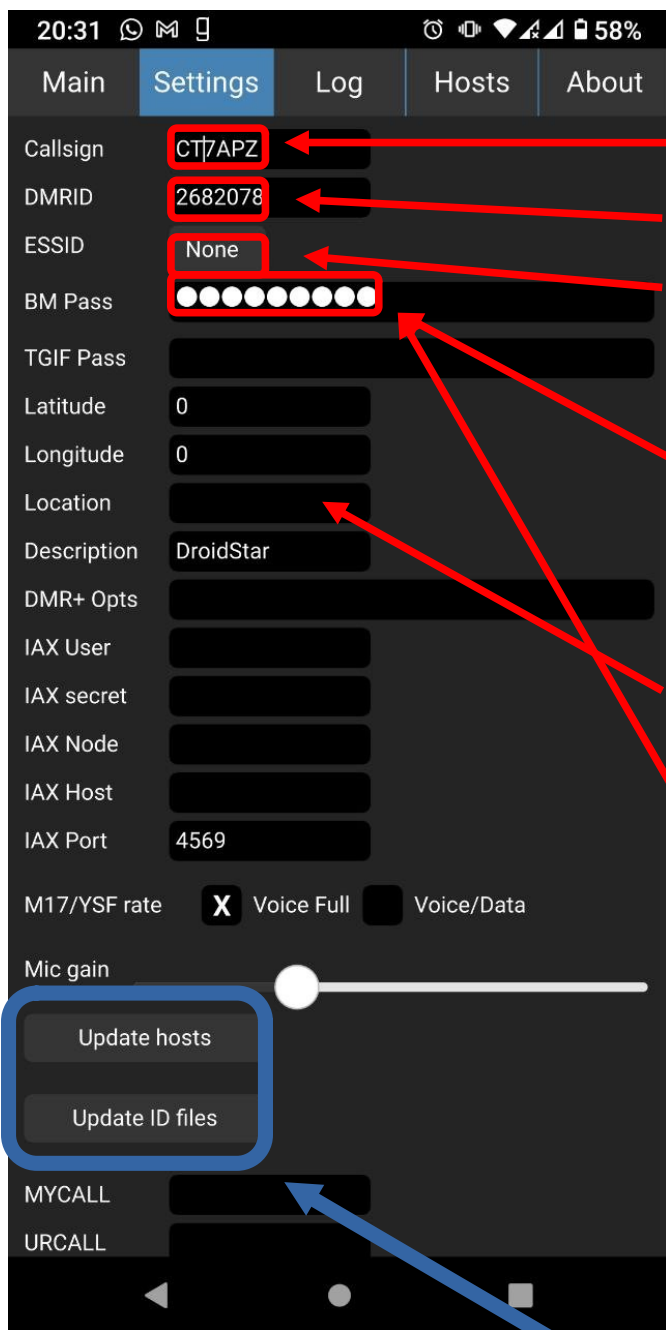 20:31 58%
Main Settings Log Hosts About
Callsign CT7APZ
DMRID 2682078
ESSID None
BM Pass ●●●●●●●●●
TGIF Pass
Latitude 0
Longitude 0
Location
Description DroidStar
DMR+ Opts
IAX User
IAX secret
IAX Node
IAX Host
IAX Port 4569
M17/YSF rate X Voice Full Voice/Data
Mic gain
Update hosts
Update ID files
MYCALL
URCALL